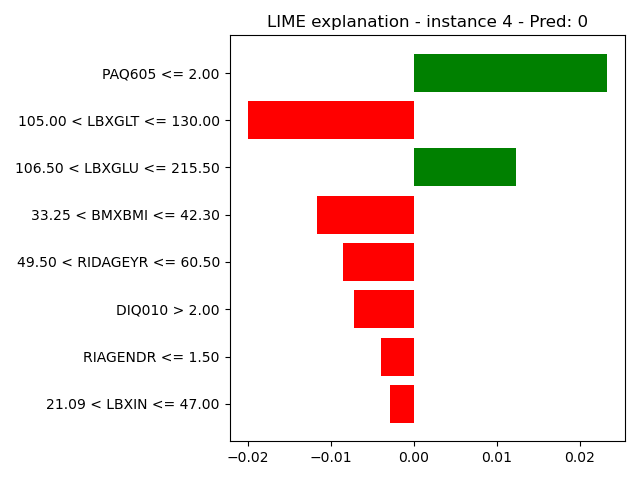 LIME explanation - instance 4 - Pred: 0
PAQ605 <= 2.00
105.00 < LBXGLT <= 130.00
106.50 < LBXGLU <= 215.50
33.25 < BMXBMI <= 42.30
49.50 < RIDAGEYR <= 60.50
DIQ010 > 2.00
RIAGENDR <= 1.50
21.09 < LBXIN <= 47.00
−0.02 −0.01 0.00 0.01 0.02